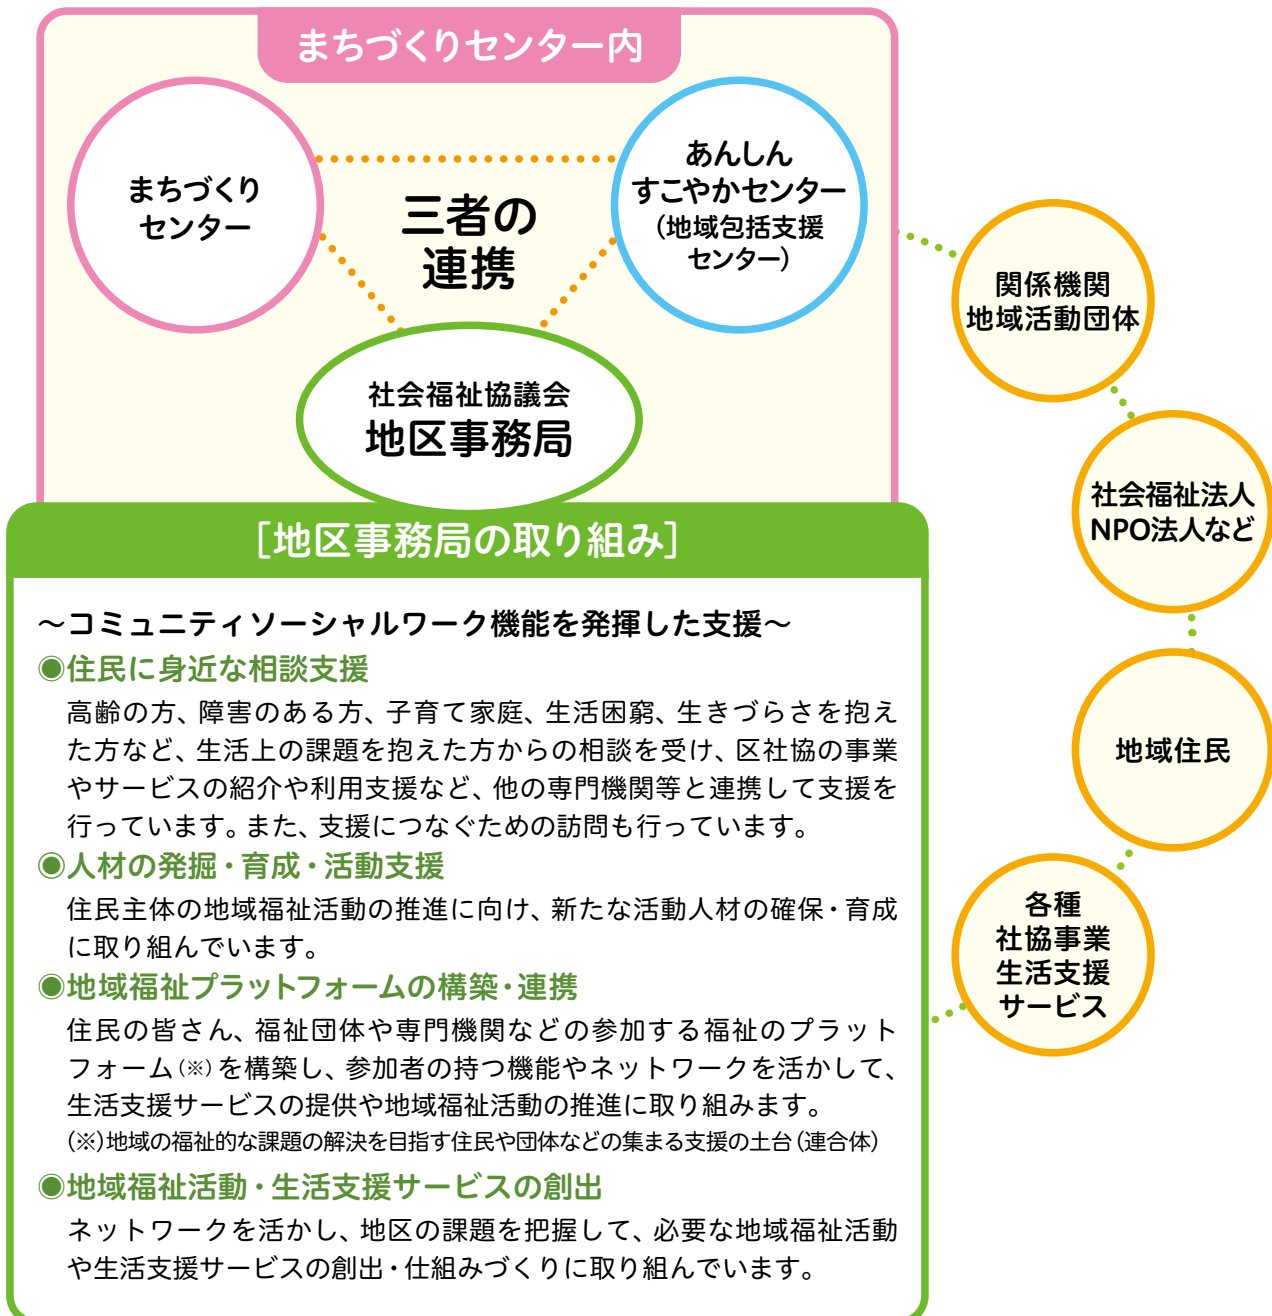 まちづくりセンター内
まちづくり
センター
三者の
連携
あんしん
すこやかセンター
（地域包括支援
センター）
社会福祉協議会
地区事務局
関係機関
地域活動団体
社会福祉法人
NPO法人など
地域住民
各種
社協事業
生活支援
サービス
［地区事務局の取り組み］
～コミュニティソーシャルワーク機能を発揮した支援～
◉住民に身近な相談支援
高齢の方、障害のある方、子育て家庭、生活困窮、生きづらさを抱え
た方など、生活上の課題を抱えた方からの相談を受け、区社協の事業
やサービスの紹介や利用支援など、他の専門機関等と連携して支援を
行っています。また、支援につなぐための訪問も行っています。
◉人材の発掘・育成・活動支援
住民主体の地域福祉活動の推進に向け、新たな活動人材の確保・育成
に取り組んでいます。
◉地域福祉プラットフォームの構築・連携
住民の皆さん、福祉団体や専門機関などの参加する福祉のプラット
フォーム(※)を構築し、参加者の持つ機能やネットワークを活かして、
生活支援サービスの提供や地域福祉活動の推進に取り組みます。
(※)地域の福祉的な課題の解決を目指す住民や団体などの集まる支援の土台(連合体)
◉地域福祉活動・生活支援サービスの創出
ネットワークを活かし、地区の課題を把握して、必要な地域福祉活動
や生活支援サービスの創出・仕組みづくりに取り組んでいます。